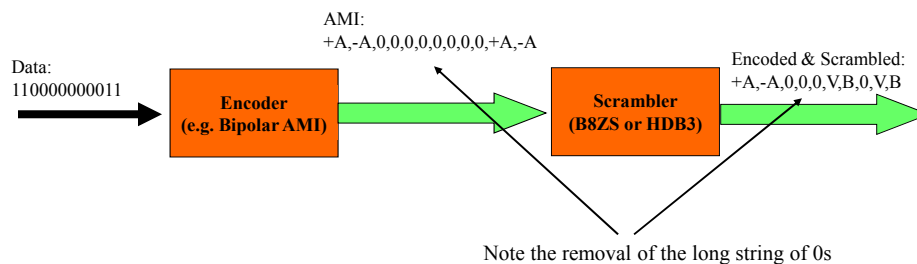 AMI:
+A,-A,0,0,0,0,0,0,0,0,+A,-A
Data:
110000000011
Encoder
(e.g. Bipolar AMI)
Scrambler
(B8ZS or HDB3)
Encoded & Scrambled:
+A,-A,0,0,0,V,B,0,V,B
Note the removal of the long string of 0s